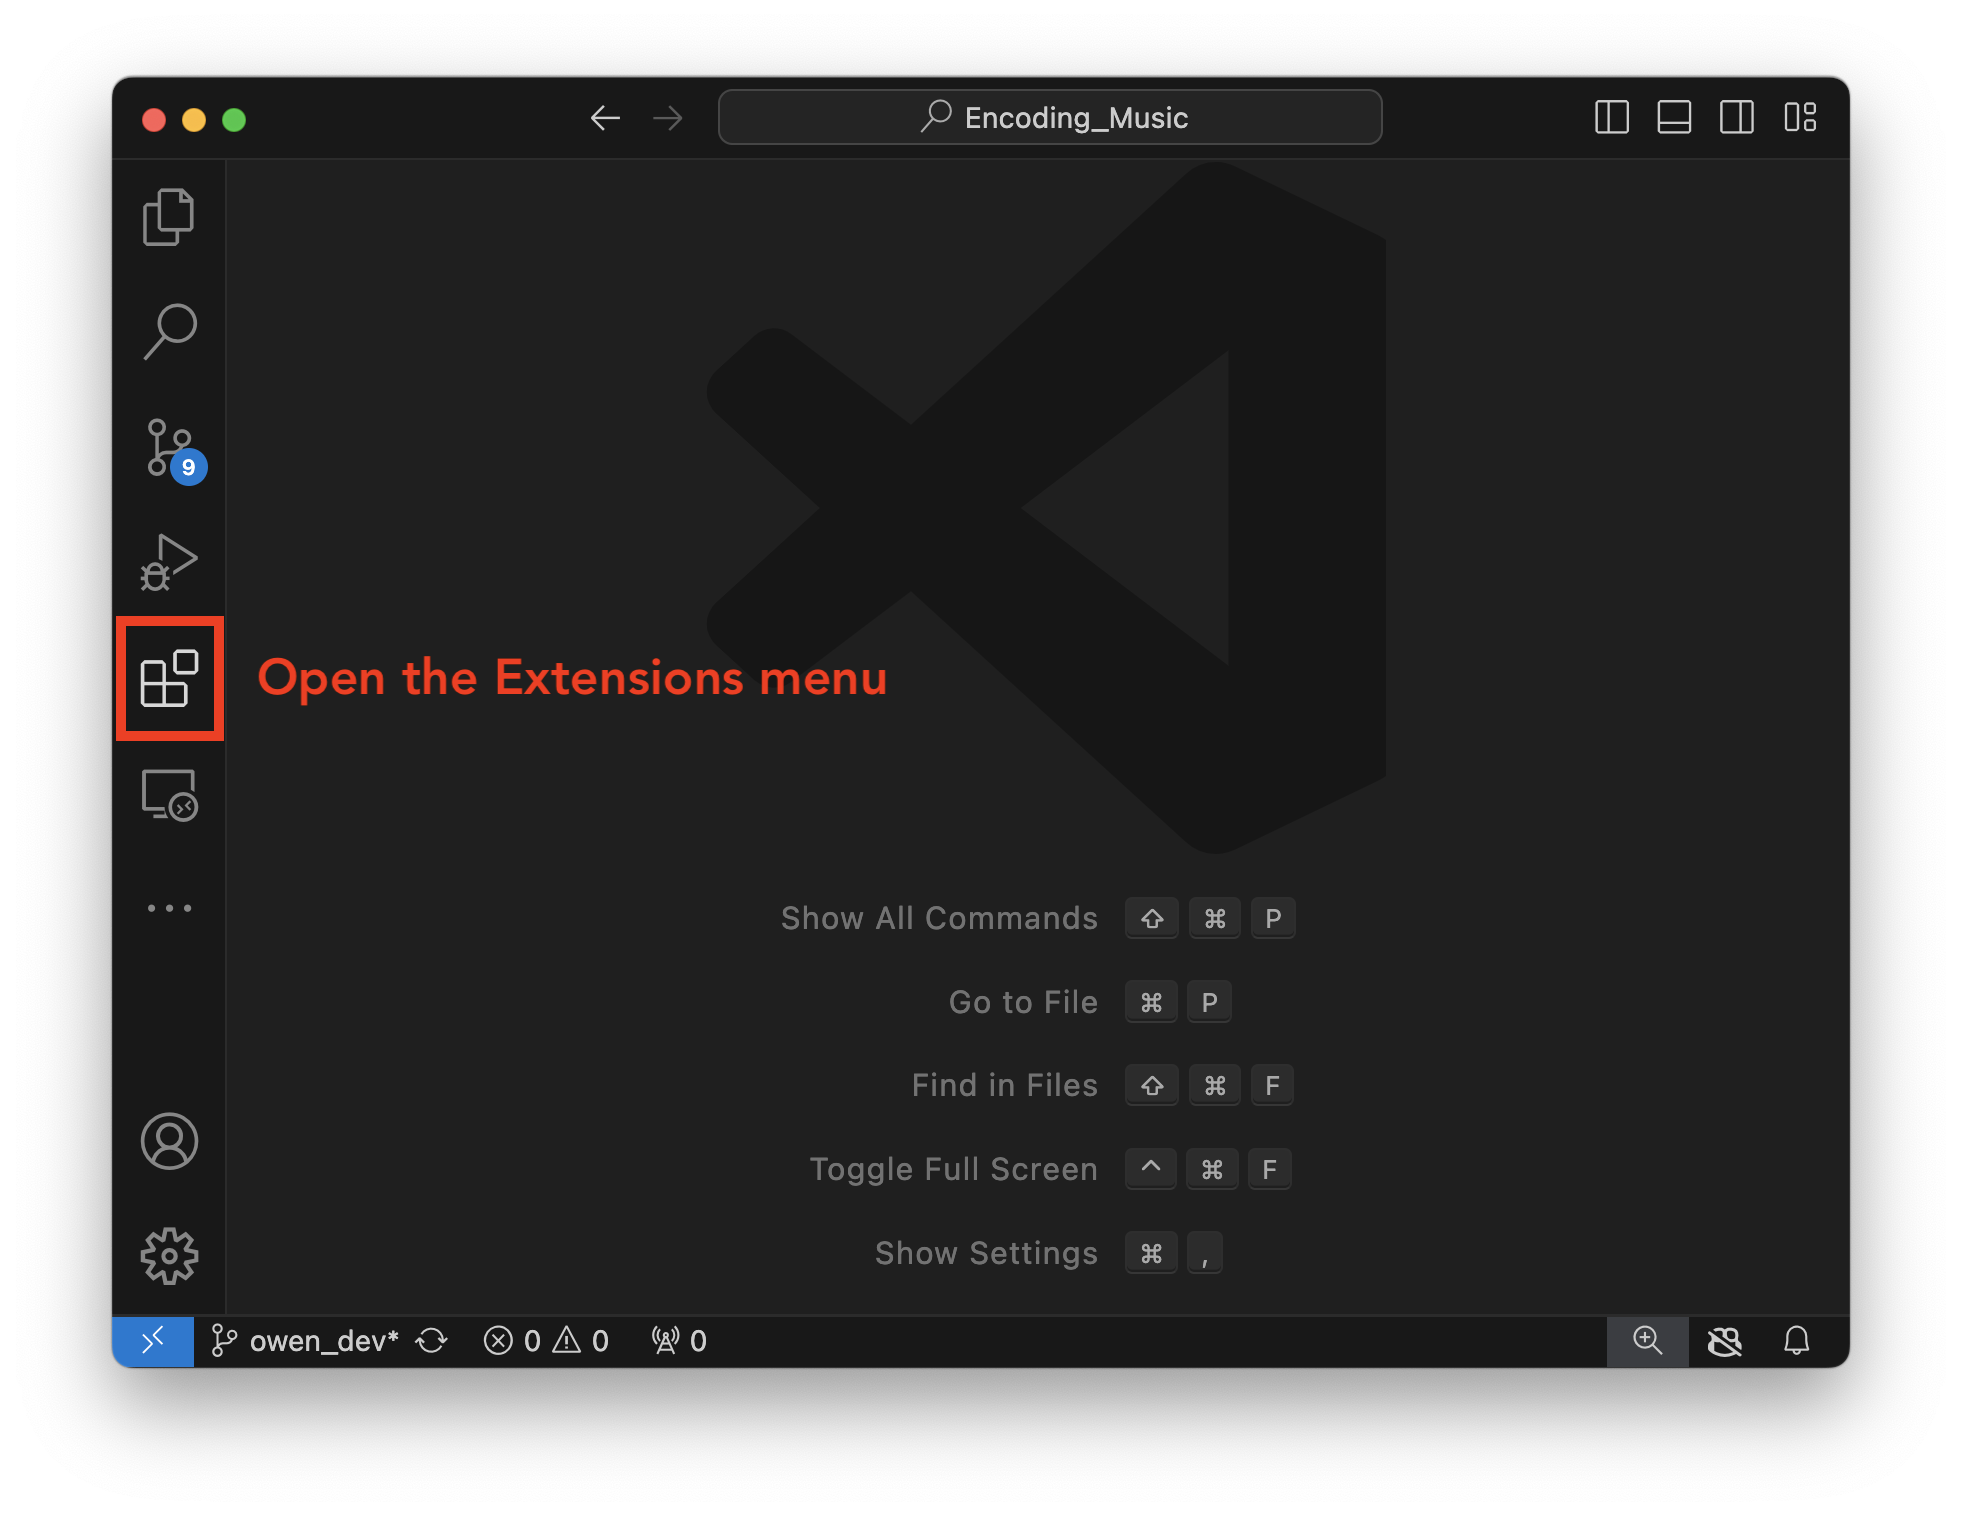 Encoding_Music
9
Open the Extensions menu
Show All Commands ⇧ ⌘ P
Go to File ⌘ P
Find in Files ⇧ ⌘ F
Toggle Full Screen ^ ⌘ F
Show Settings ⌘ ,
owen_dev* 0 0 0